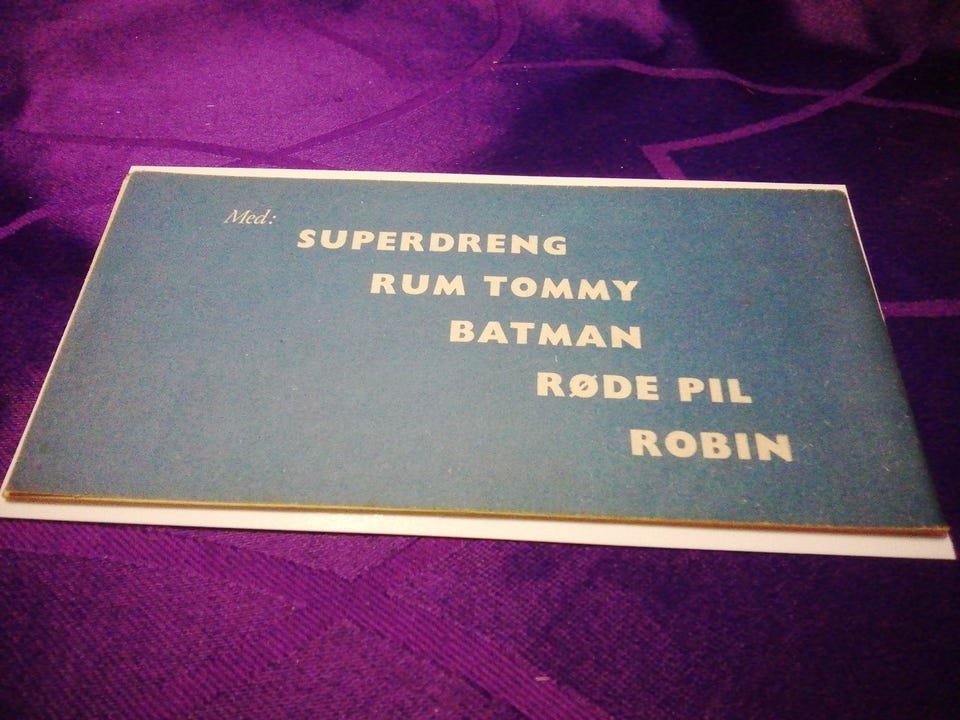 Med:
SUPERDRENG
RUM TOMMY
BATMAN
RØDE PIL
ROBIN